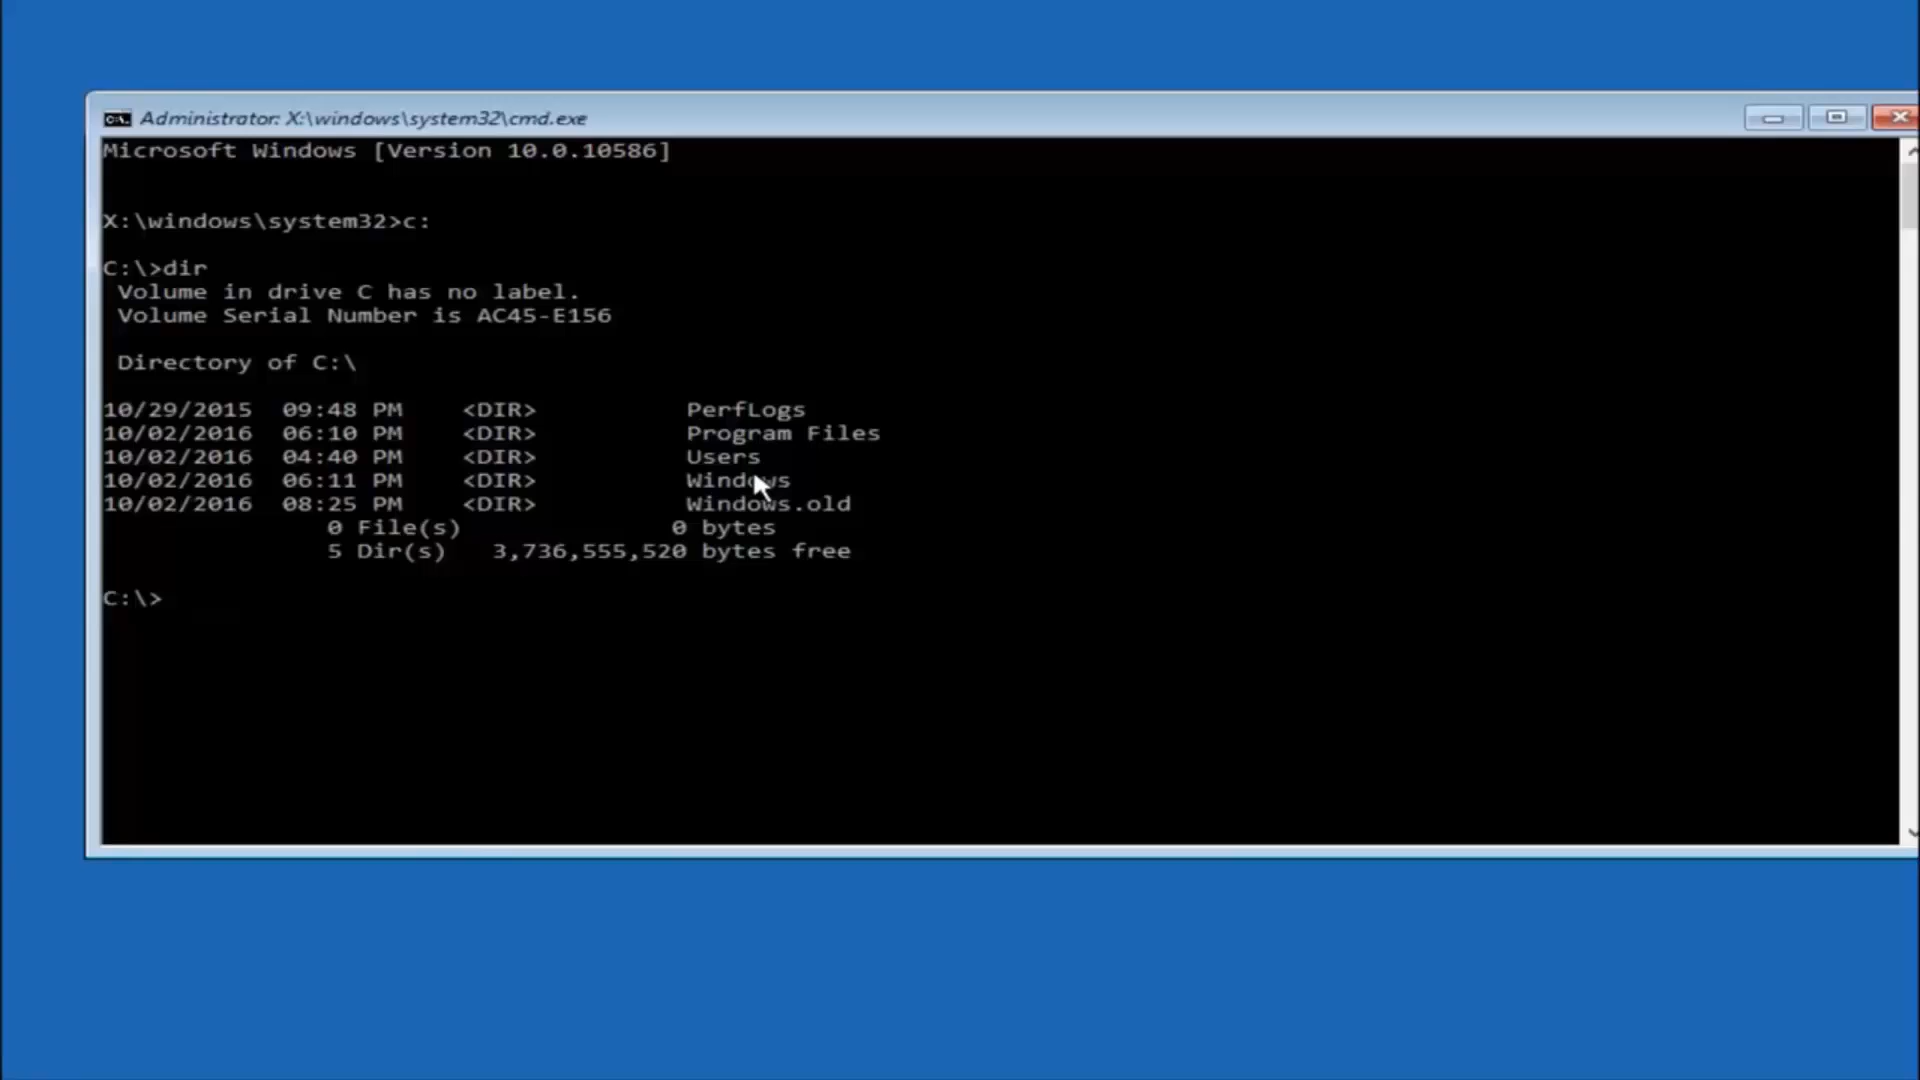 Administrator: X:\windows\system32\cmd.exe
Microsoft Windows [Version 10.0.10586]
X:\windows\system32>c:
C:\>dir
Volume in drive C has no label.
Volume Serial Number is AC45-E156
Directory of C:\
10/29/2015 09:48 PM <DIR> PerfLogs
10/02/2016 06:10 PM <DIR> Program Files
10/02/2016 04:40 PM <DIR> Users
10/02/2016 06:11 PM <DIR> Windows
10/02/2016 08:25 PM <DIR> Windows.old
0 File(s) 0 bytes
5 Dir(s) 3,736,555,520 bytes free
C:\>